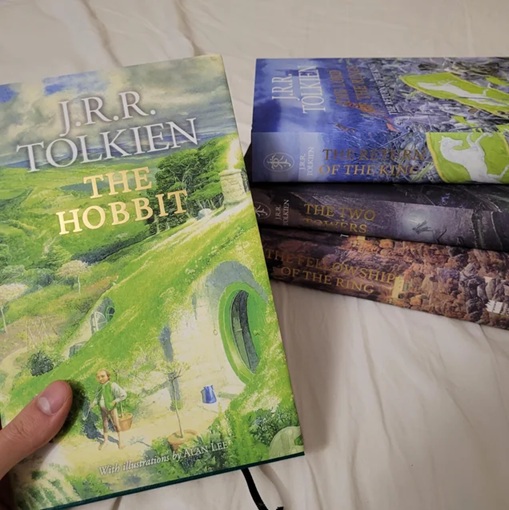 J.R.R.
TOLKIEN
THE
HOBBIT
With illustrations by ALAN LEE
J.R.R.
TOLKIEN
J.R.R.
TOLKIEN
THE RETURN
OF THE KING
TOLKIEN
THE TWO
TOWERS
THE FELLOWSHIP
OF THE RING